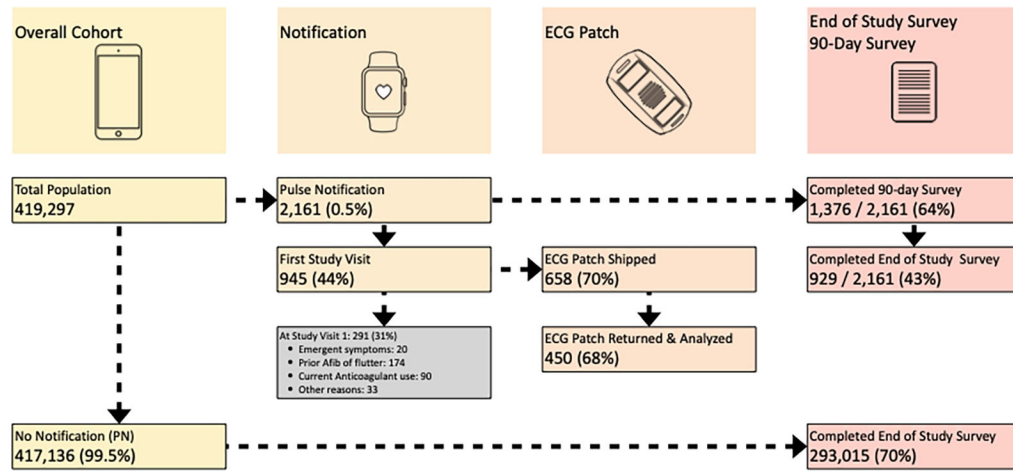 Overall Cohort
Notification
ECG Patch
End of Study Survey
90-Day Survey
Total Population
419,297
Pulse Notification
2,161 (0.5%)
Completed 90-day Survey
1,376 / 2,161 (64%)
First Study Visit
945 (44%)
ECG Patch Shipped
658 (70%)
Completed End of Study Survey
929 / 2,161 (43%)
At Study Visit 1: 291 (31%)
• Emergent symptoms: 20
• Prior Afib of flutter: 174
• Current Anticoagulant use: 90
• Other reasons: 33
ECG Patch Returned & Analyzed
450 (68%)
No Notification (PN)
417,136 (99.5%)
Completed End of Study Survey
293,015 (70%)